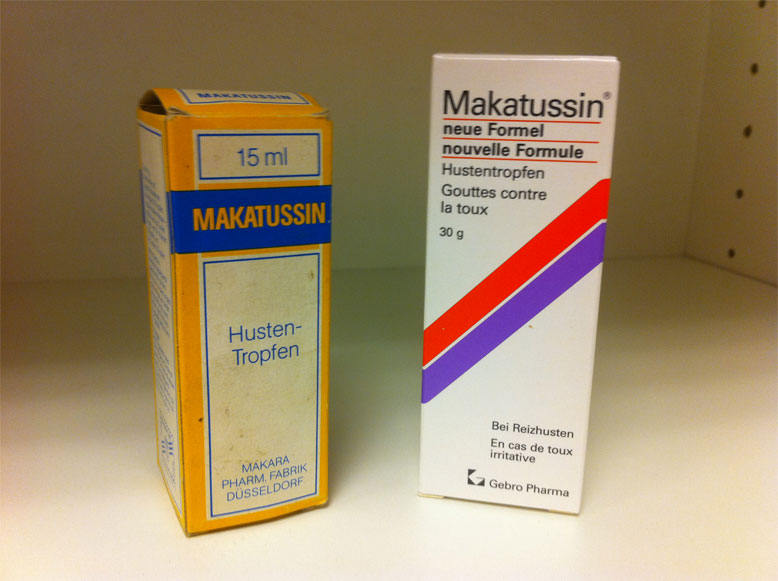 MAKATUSSIN
15 ml
MAKATUSSIN
Husten-
Tropfen
MAKARA
PHARM. FABRIK
DÜSSELDORF
Makatussin®
neue Formel
nouvelle Formule
Hustentropfen
Gouttes contre
la toux
30 g
Bei Reizhusten
En cas de toux
irritative
Gebro Pharma